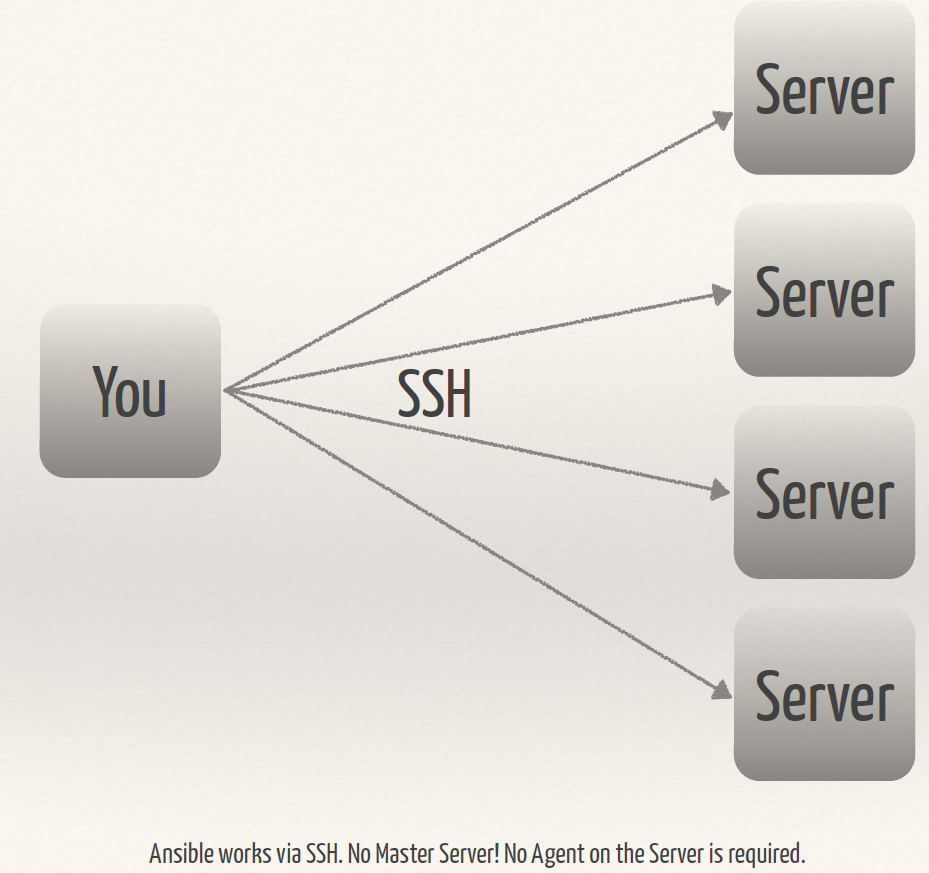 Server
Server
You
SSH
Server
Server
Ansible works via SSH. No Master Server! No Agent on the Server is required.